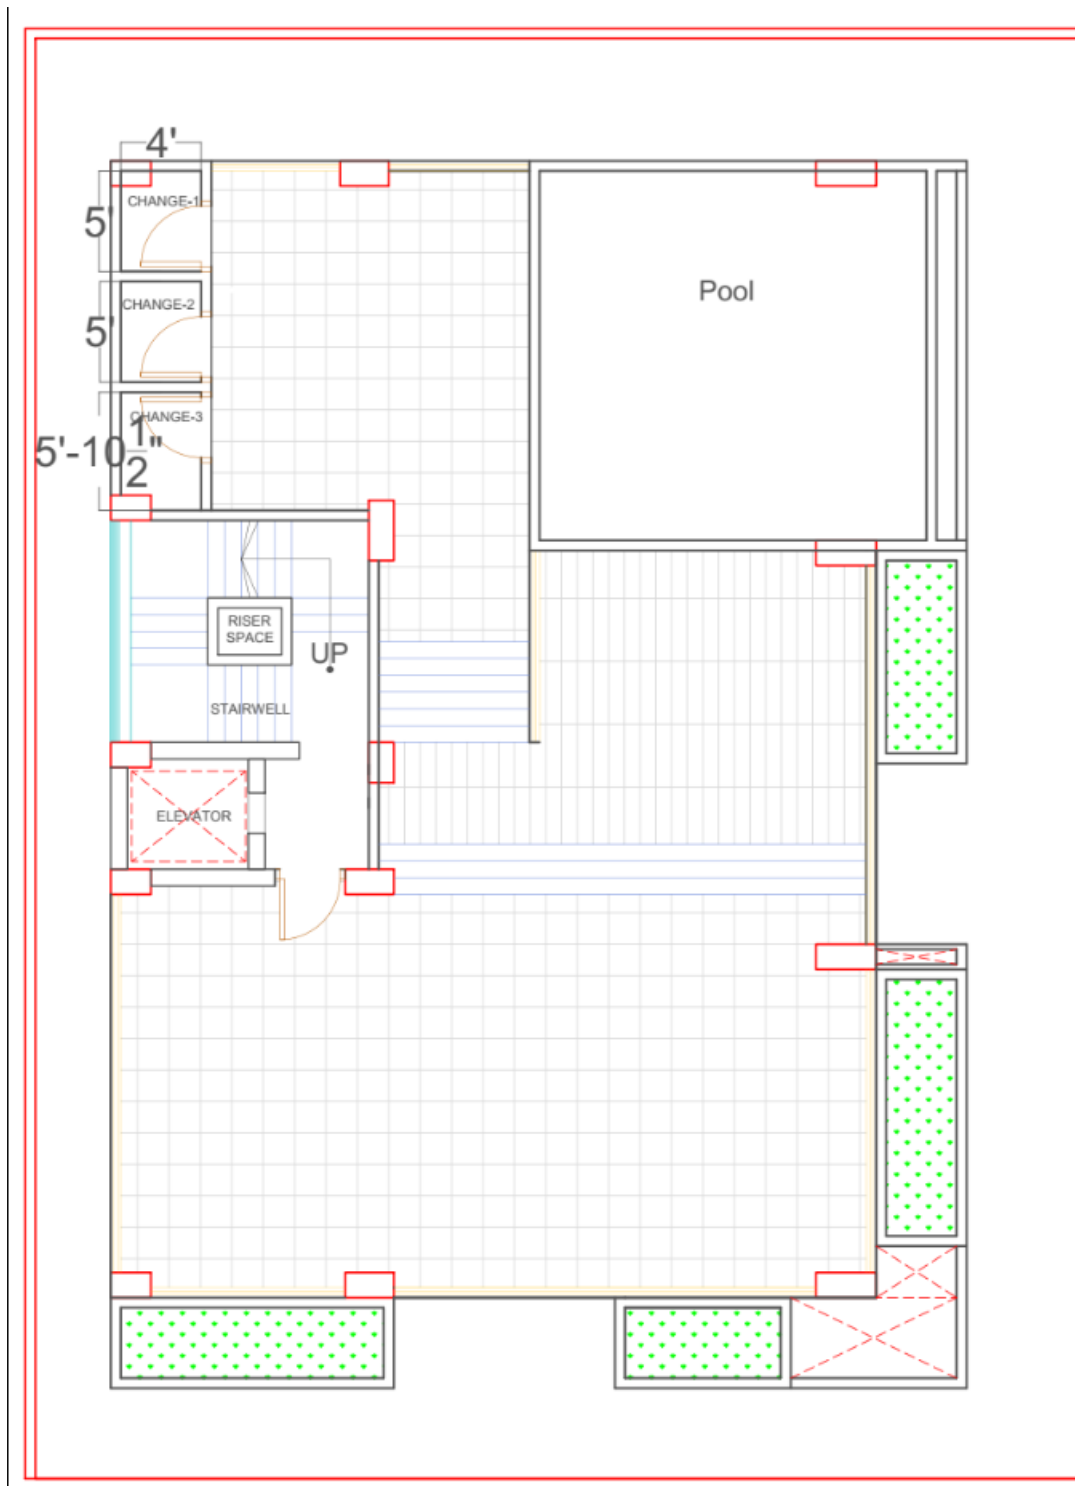 4'
CHANGE-1
5'
Pool
CHANGE-2
5'
CHANGE-3
5'-10 1/2"
RISER
SPACE
UP
STAIRWELL
ELEVATOR